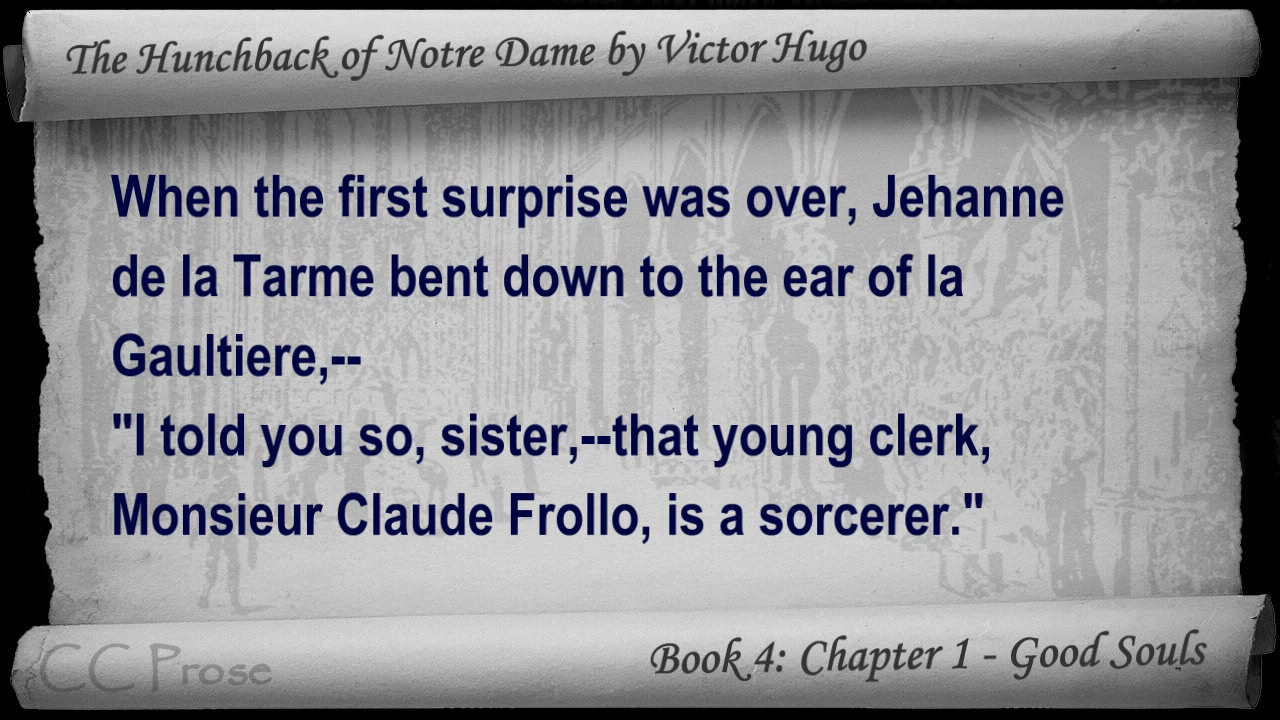 The Hunchback of Notre Dame by Victor Hugo
When the first surprise was over, Jehanne
de la Tarme bent down to the ear of la
Gaultiere,--
"I told you so, sister,--that young clerk,
Monsieur Claude Frollo, is a sorcerer."
CC Prose
Book 4: Chapter 1 - Good Souls